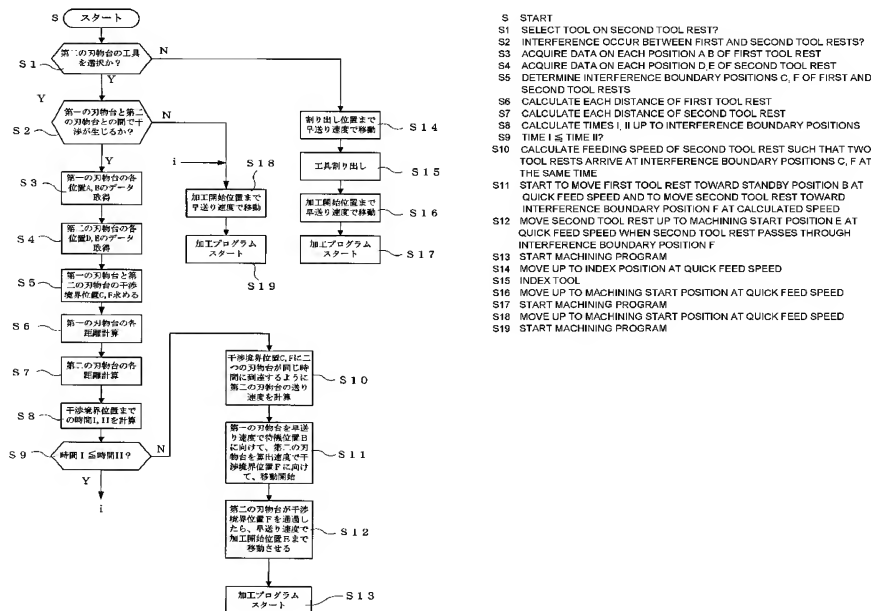 S スタート
第二の刃物台の工具
を選択か?
S1
N
Y
Y
第一の刃物台と第二
の刃物台との間で干
渉が生じるか?
S2
N
Y
i
第一の刃物台の各
位置A,Bのデータ
取得
S3
第二の刃物台の各
位置D,Eのデータ
取得
S4
第一の刃物台と第
二の刃物台の干渉
境界位置C,F求める
S5
第一の刃物台の各
距離計算
S6
第二の刃物台の各
距離計算
S7
干渉境界位置まで
の時間I,IIを計算
S8
時間I≦時間II?
S9
N
Y
i
S18
加工開始位置まで
早送り速度で移動
加工プログラム
スタート
S19
割り出し位置まで
早送り速度で移動
S14
工具割り出し
S15
加工開始位置まで
早送り速度で移動
S16
加工プログラム
スタート
S17
干渉境界位置C,Fに二
つの刃物台が同じ時
間に到達するように
第二の刃物台の送り
速度を計算
S10
第一の刃物台を早送
り速度で待機位置B
に向けて、第二の刃
物台を算出速度で干
渉境界位置Fに向け
て、移動開始
S11
第二の刃物台が干渉
境界位置Fを通過し
たら、早送り速度で
加工開始位置Eまで
移動させる
S12
加工プログラム
スタート
S13
S START
S1 SELECT TOOL ON SECOND TOOL REST?
S2 INTERFERENCE OCCUR BETWEEN FIRST AND SECOND TOOL RESTS?
S3 ACQUIRE DATA ON EACH POSITION A B OF FIRST TOOL REST
S4 ACQUIRE DATA ON EACH POSITION D,E OF SECOND TOOL REST
S5 DETERMINE INTERFERENCE BOUNDARY POSITIONS C, F OF FIRST AND
SECOND TOOL RESTS
S6 CALCULATE EACH DISTANCE OF FIRST TOOL REST
S7 CALCULATE EACH DISTANCE OF SECOND TOOL REST
S8 CALCULATE TIMES I, II UP TO INTERFERENCE BOUNDARY POSITIONS
S9 TIME I ≦ TIME II?
S10 CALCULATE FEEDING SPEED OF SECOND TOOL REST SUCH THAT TWO
TOOL RESTS ARRIVE AT INTERFERENCE BOUNDARY POSITIONS C, F AT
THE SAME TIME
S11 START TO MOVE FIRST TOOL REST TOWARD STANDBY POSITION B AT
QUICK FEED SPEED AND TO MOVE SECOND TOOL REST TOWARD
INTERFERENCE BOUNDARY POSITION F AT CALCULATED SPEED
S12 MOVE SECOND TOOL REST UP TO MACHINING START POSITION E AT
QUICK FEED SPEED WHEN SECOND TOOL REST PASSES THROUGH
INTERFERENCE BOUNDARY POSITION F
S13 START MACHINING PROGRAM
S14 MOVE UP TO INDEX POSITION AT QUICK FEED SPEED
S15 INDEX TOOL
S16 MOVE UP TO MACHINING START POSITION AT QUICK FEED SPEED
S17 START MACHINING PROGRAM
S18 MOVE UP TO MACHINING START POSITION AT QUICK FEED SPEED
S19 START MACHINING PROGRAM